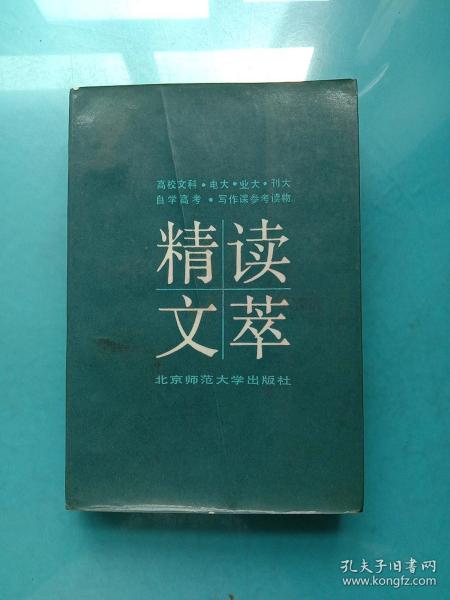 高校文科•电大•业大•刊大
自学高考•写作课参考读物
精读
文萃
北京师范大学出版社
孔夫子旧书网
www.kongfz.com